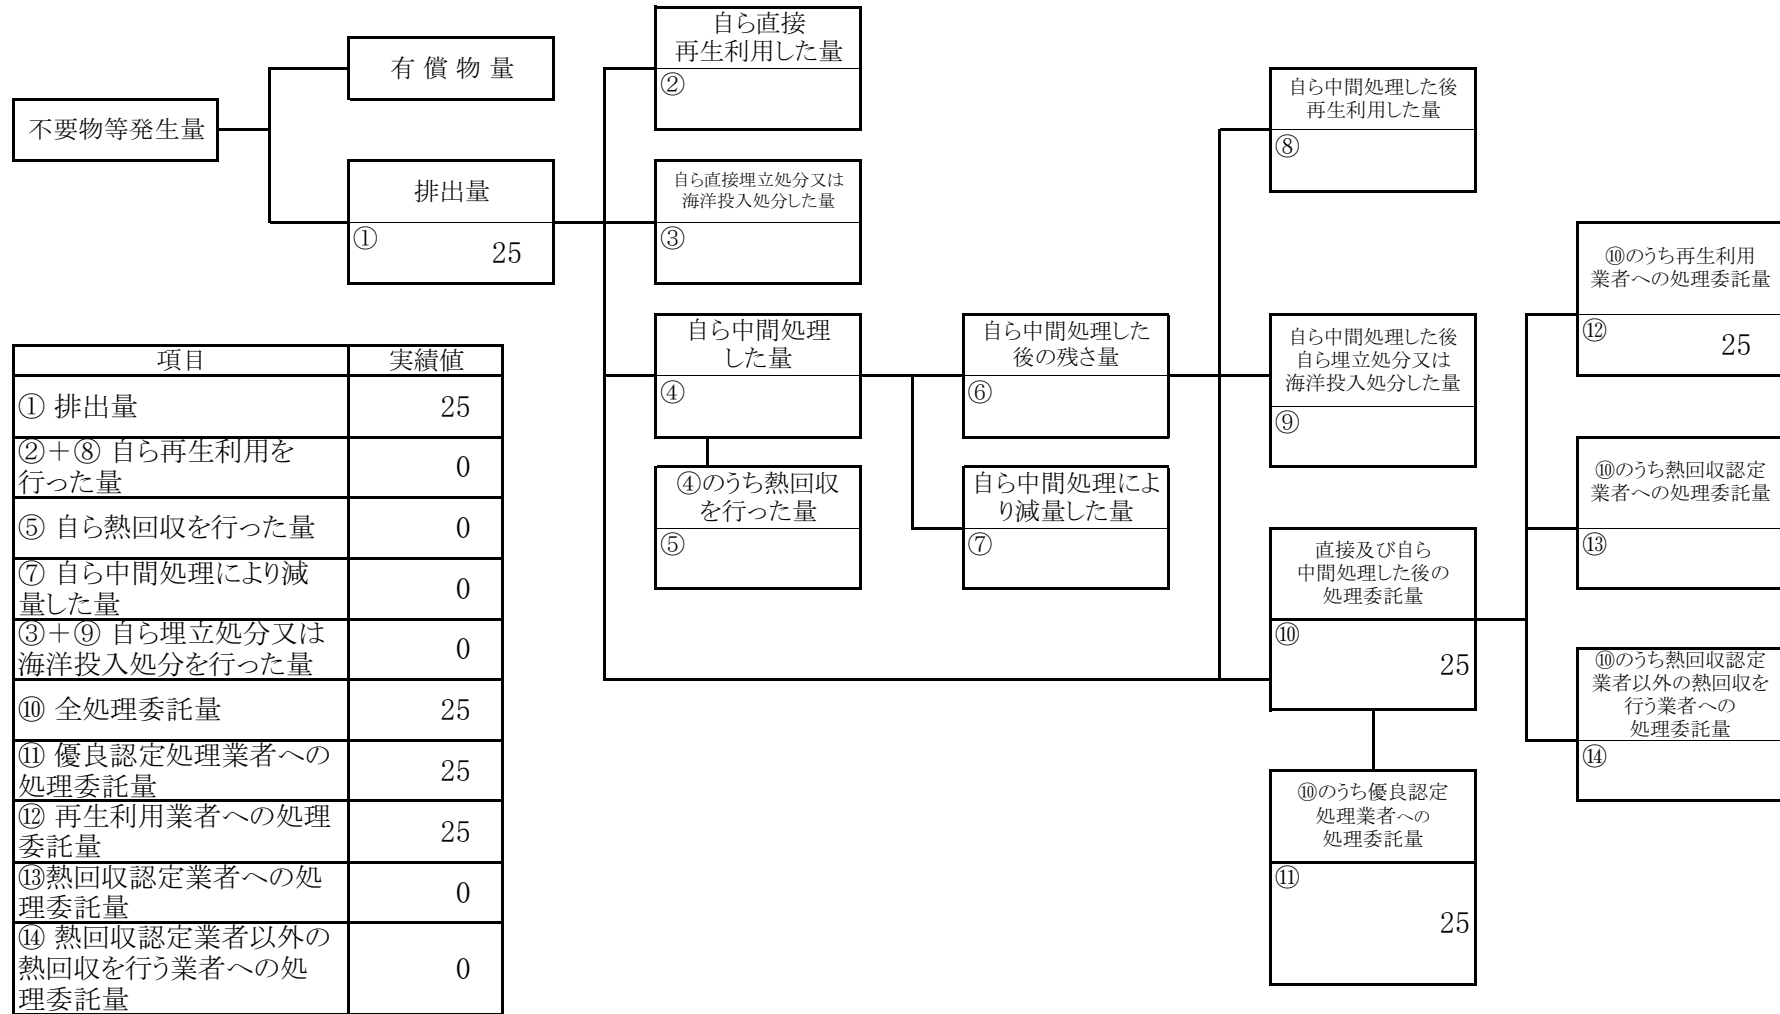 不要物等発生量
有償物量
排出量
①
25
自ら直接
再生利用した量
②
自ら直接埋立処分又は
海洋投入処分した量
③
自ら中間処理
した量
④
④のうち熱回収
を行った量
⑤
自ら中間処理した
後の残さ量
⑥
自ら中間処理によ
り減量した量
⑦
自ら中間処理した後
再生利用した量
⑧
自ら中間処理した後
自ら埋立処分又は
海洋投入処分した量
⑨
直接及び自ら
中間処理した後の
処理委託量
⑩
25
⑩のうち優良認定
処理業者への
処理委託量
⑪
25
⑩のうち再生利用
業者への処理委託量
⑫
25
⑩のうち熱回収認定
業者への処理委託量
⑬
⑩のうち熱回収認定
業者以外の熱回収を
行う業者への
処理委託量
⑭
項目 実績値
① 排出量 25
②+⑧ 自ら再生利用を
行った量 0
⑤ 自ら熱回収を行った量 0
⑦ 自ら中間処理により減
量した量 0
③+⑨ 自ら埋立処分又は
海洋投入処分を行った量 0
⑩ 全処理委託量 25
⑪ 優良認定処理業者への
処理委託量 25
⑫ 再生利用業者への処理
委託量 25
⑬熱回収認定業者への処
理委託量 0
⑭ 熱回収認定業者以外の
熱回収を行う業者への処
理委託量 0